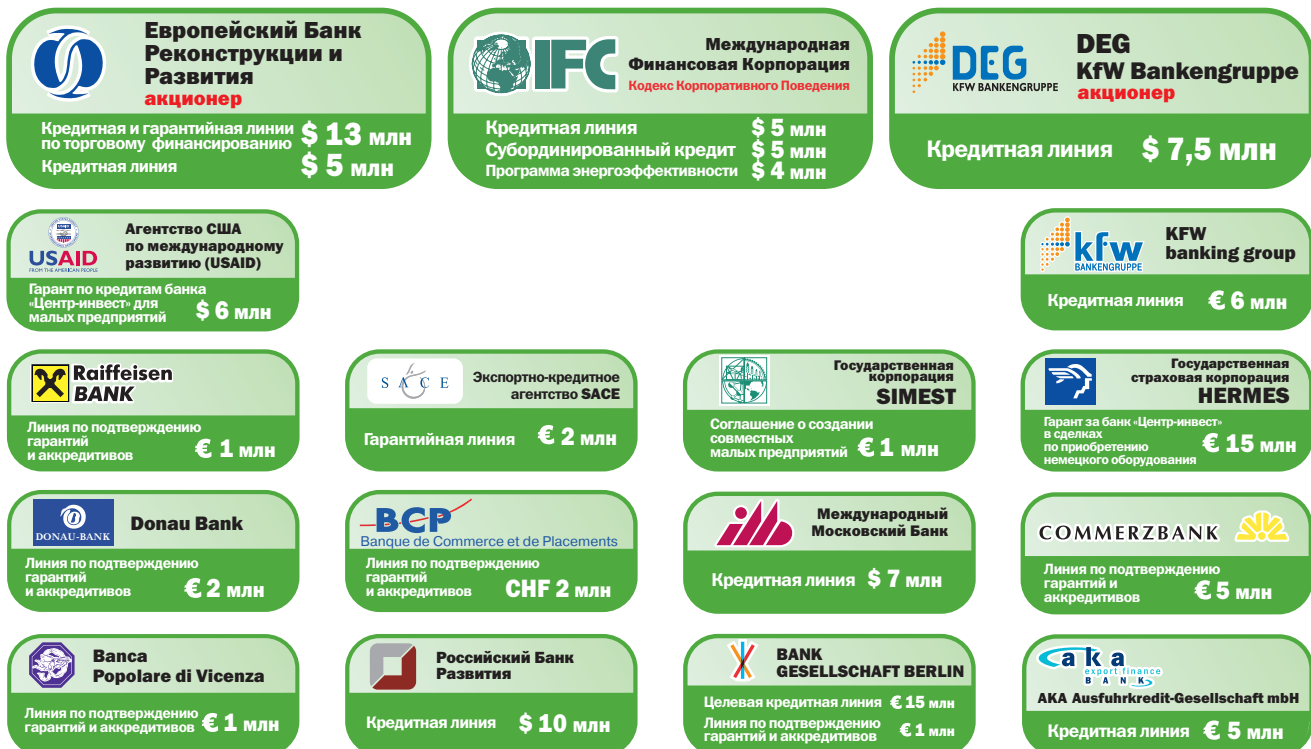 Европейский Банк
Реконструкции и
Развития
акционер
Кредитная и гарантийная линии
по торговому финансированию $ 13 млн
Кредитная линия $ 5 млн
IFC
Международная
Финансовая Корпорация
Кодекс Корпоративного Поведения
Кредитная линия $ 5 млн
Субординированный кредит $ 5 млн
Программа энергоэффективности $ 4 млн
DEG
KFW BANKENGRUPPE
DEG
KfW Bankengruppe
акционер
Кредитная линия $ 7,5 млн
USAID
FROM THE AMERICAN PEOPLE
Агентство США
по международному
развитию (USAID)
Гарант по кредитам банка
«Центр-инвест» для
малых предприятий $ 6 млн
kfw
BANKENGRUPPE
KFW
banking group
Кредитная линия € 6 млн
Raiffeisen
BANK
Линия по подтверждению
гарантий
и аккредитивов € 1 млн
SACE
Экспортно-кредитное
агентство SACE
Гарантийная линия € 2 млн
Государственная
корпорация
SIMEST
Соглашение о создании
совместных
малых предприятий € 1 млн
Государственная
страховая корпорация
HERMES
Гарант за банк «Центр-инвест»
в сделках
по приобретению
немецкого оборудования € 15 млн
DONAU-BANK
Donau Bank
Линия по подтверждению
гарантий
и аккредитивов € 2 млн
BCP
Banque de Commerce et de Placements
Линия по подтверждению
гарантий
и аккредитивов CHF 2 млн
Международный
Московский Банк
Кредитная линия $ 7 млн
COMMERZBANK
Линия по подтверждению
гарантий и
аккредитивов € 5 млн
Banca
Popolare di Vicenza
Линия по подтверждению
гарантий и аккредитивов € 1 млн
Российский Банк
Развития
Кредитная линия $ 10 млн
BANK
GESELLSCHAFT BERLIN
Целевая кредитная линия € 15 млн
Линия по подтверждению
гарантий и аккредитивов € 1 млн
aka
export finance
BANK
AKA Ausfuhrkredit-Gesellschaft mbH
Кредитная линия € 5 млн